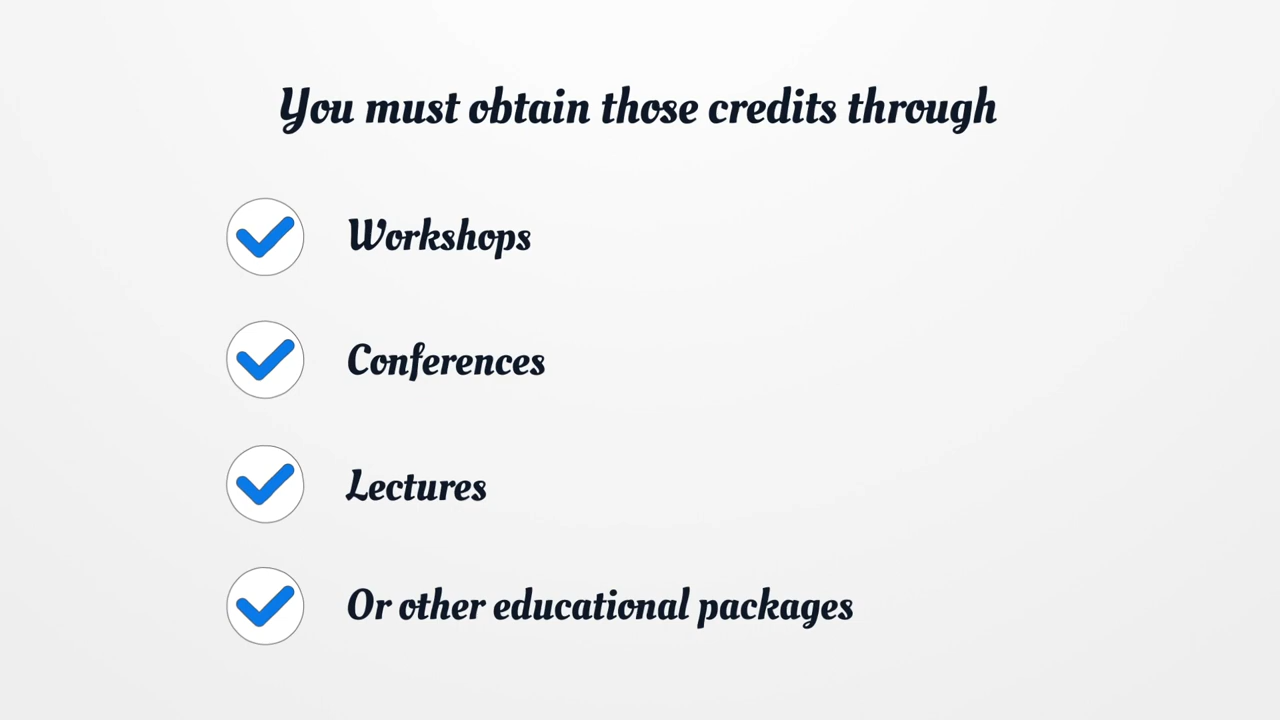 You must obtain those credits through
Workshops
Conferences
Lectures
Or other educational packages